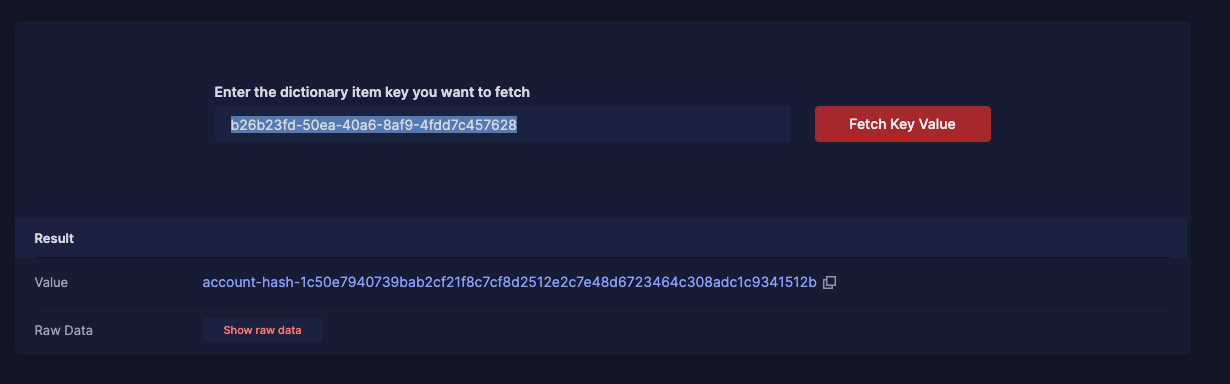 Enter the dictionary item key you want to fetch
b26b23fd-50ea-40a6-8af9-4fdd7c457628
Fetch Key Value
Result
Value account-hash-1c50e7940739bab2cf21f8c7cf8d2512e2c7e48d6723464c308adc1c9341512b
Raw Data Show raw data